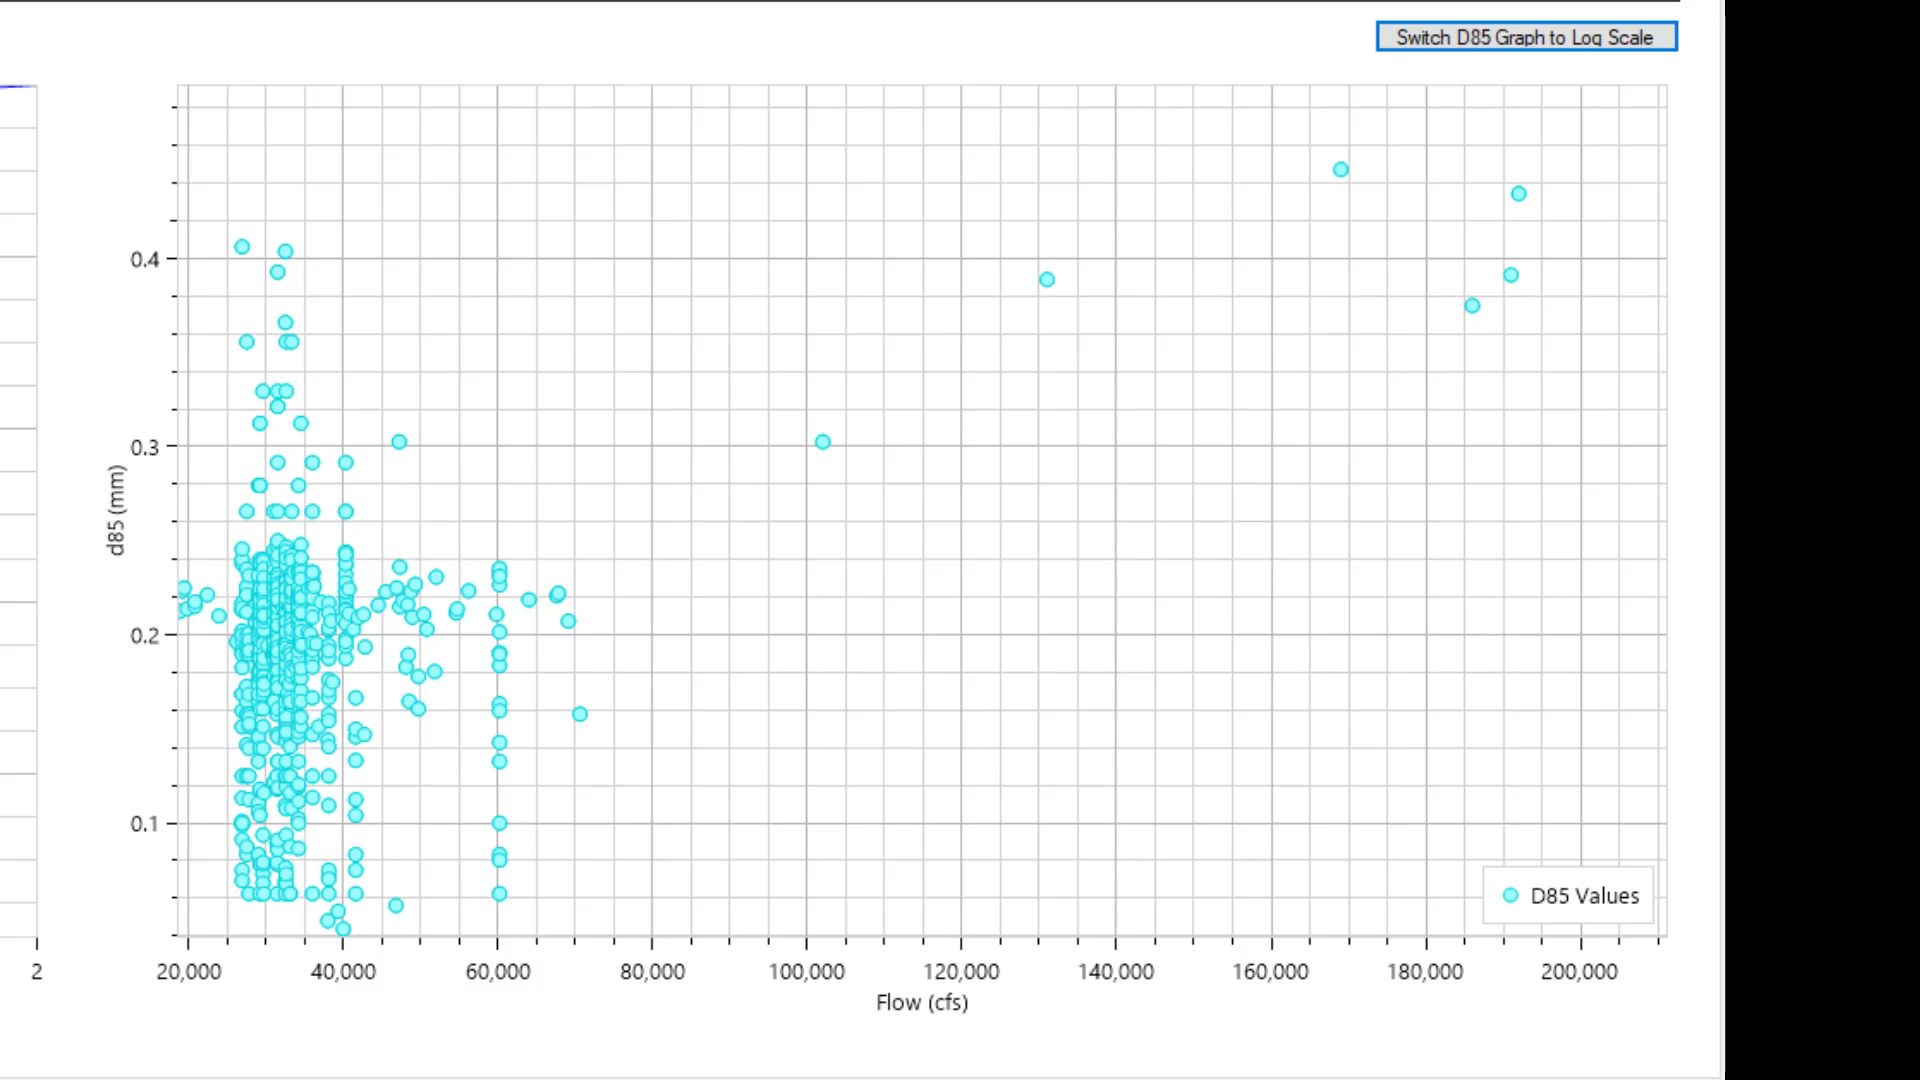 Switch D85 Graph to Log Scale
0.4
0.3
0.2
0.1
d85 (mm)
D85 Values
2
20,000 40,000 60,000 80,000 100,000 120,000 140,000 160,000 180,000 200,000
Flow (cfs)